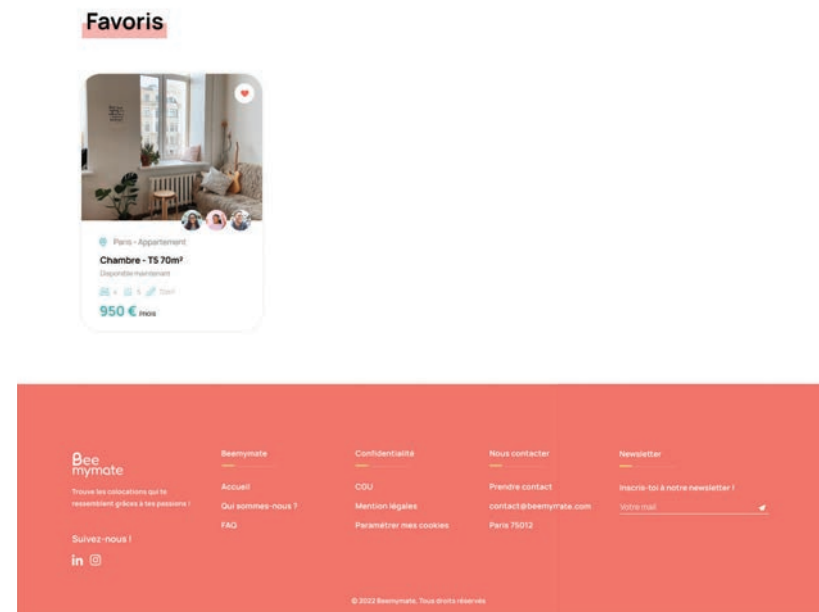 Favoris
Paris - Appartement
Chambre - T5 70m²
Disponible maintenant
950 € /mois
Bee
mymate
Trouve les colocations qui te
ressemblent grâces à tes passions !
Suivez-nous !
Beemymate
Accueil
Qui sommes-nous ?
FAQ
Confidentialité
CGU
Mention légales
Paramétrer mes cookies
Nous contacter
Prendre contact
contact@beemymate.com
Paris 75012
Newsletter
Inscris-toi à notre newsletter !
Votre mail
© 2022 Beemymate, Tous droits réservés